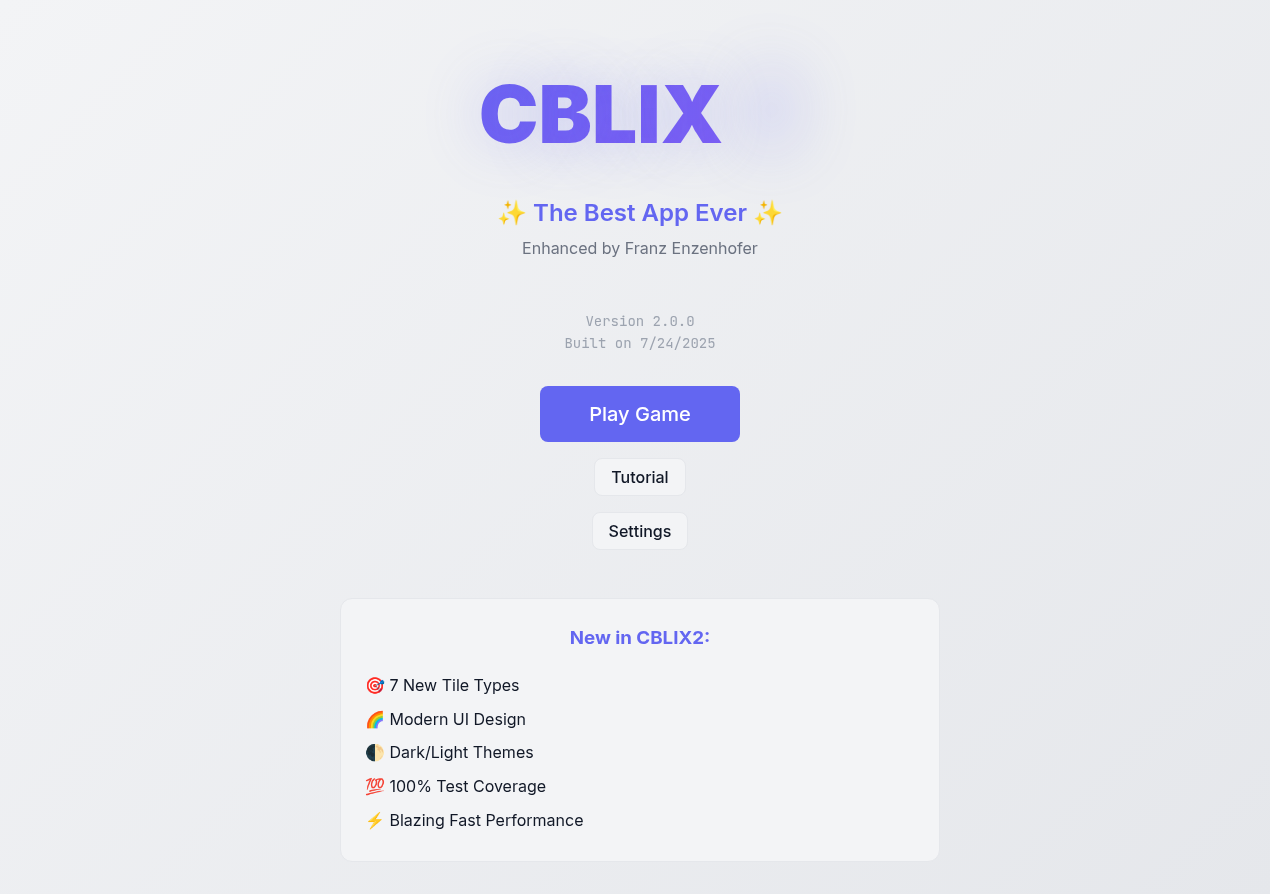 CBLIX
✨ The Best App Ever ✨
Enhanced by Franz Enzenhofer
Version 2.0.0
Built on 7/24/2025
Play Game
Tutorial
Settings
New in CBLIX2:
🎯 7 New Tile Types
🌈 Modern UI Design
🌓 Dark/Light Themes
💯 100% Test Coverage
⚡ Blazing Fast Performance